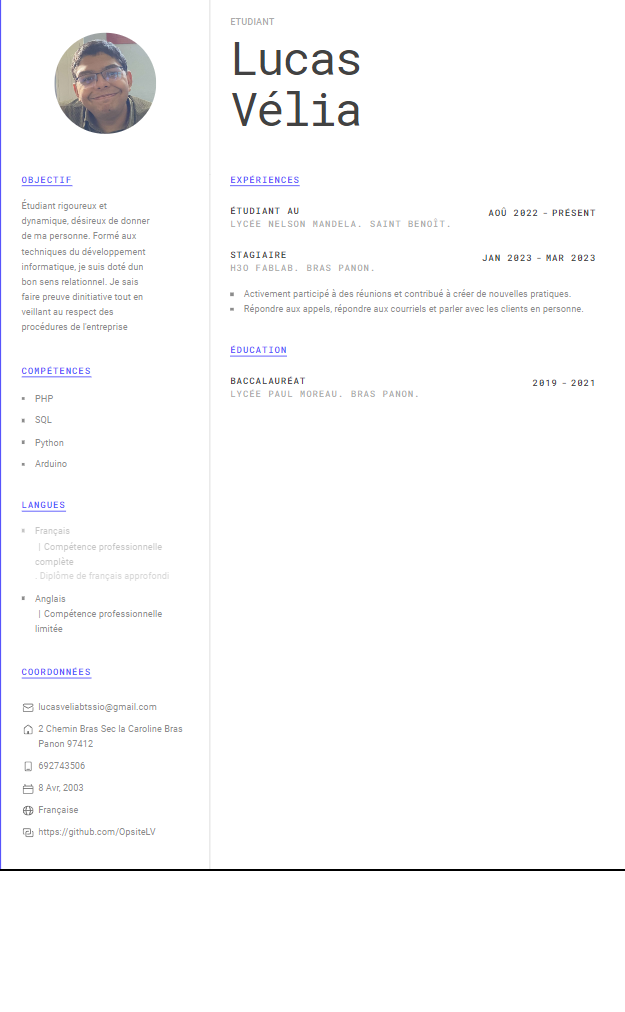 ETUDIANT
Lucas
Vélia
OBJECTIF
Étudiant rigoureux et
dynamique, désireux de donner
de ma personne. Formé aux
techniques du développement
informatique, je suis doté dun
bon sens relationnel. Je sais
faire preuve dinitiative tout en
veillant au respect des
procédures de l'entreprise
COMPÉTENCES
PHP
SQL
Python
Arduino
LANGUES
Français
| Compétence professionnelle
complète
. Diplôme de français approfondi
Anglais
| Compétence professionnelle
limitée
COORDONNÉES
lucasveliabtssio@gmail.com
2 Chemin Bras Sec la Caroline Bras
Panon 97412
692743506
8 Avr, 2003
Française
https://github.com/OpsiteLV
EXPÉRIENCES
ÉTUDIANT AU AOÛ 2022 - PRÉSENT
LYCÉE NELSON MANDELA. SAINT BENOÎT.
STAGIAIRE JAN 2023 - MAR 2023
H3O FABLAB. BRAS PANON.
Activement participé à des réunions et contribué à créer de nouvelles pratiques.
Répondre aux appels, répondre aux courriels et parler avec les clients en personne.
ÉDUCATION
BACCALAURÉAT 2019 - 2021
LYCÉE PAUL MOREAU. BRAS PANON.